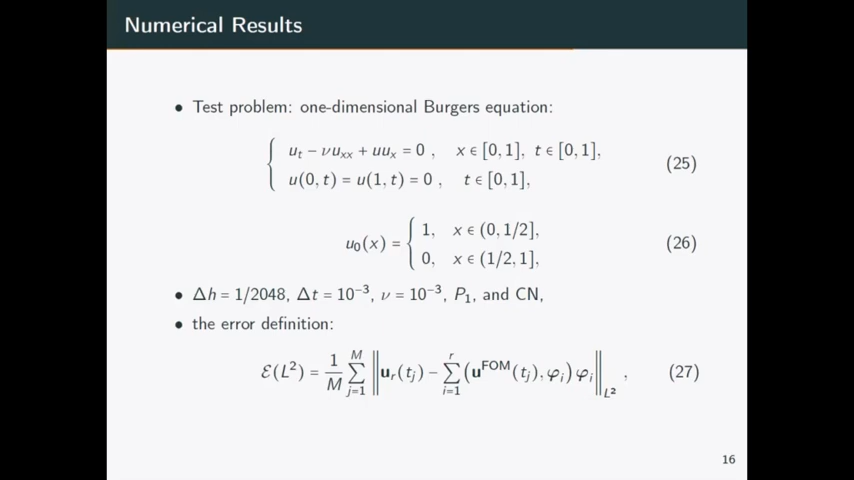 Numerical Results
• Test problem: one-dimensional Burgers equation:
{ u_t − νu_xx + uu_x = 0 ,   x ∈ [0, 1], t ∈ [0, 1],
u(0, t) = u(1, t) = 0 ,   t ∈ [0, 1],
(25)
u_0(x) = { 1,   x ∈ (0, 1/2],
0,   x ∈ (1/2, 1],
(26)
• Δh = 1/2048, Δt = 10^−3, ν = 10^−3, P_1, and CN,
• the error definition:
ℰ(L^2) = 1/M ∑_{j=1}^{M} ‖ u_r(t_j) − ∑_{i=1}^{r} (u^FOM(t_j), φ_i) φ_i ‖_{L^2} ,   (27)
16